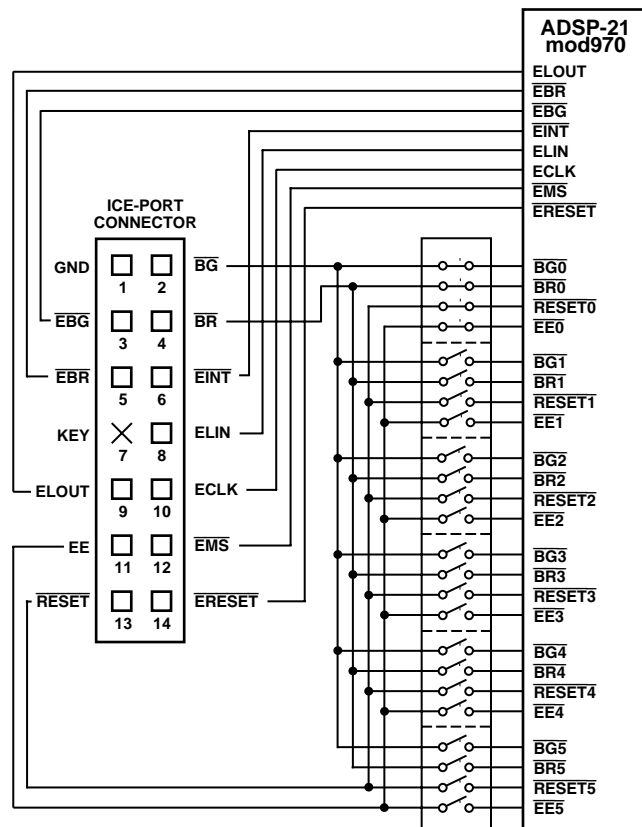 ADSP-21
mod970
ELOUT
EBR
EBG
EINT
ELIN
ECLK
EMS
ERESET
ICE-PORT
CONNECTOR
GND
1
2
BG
EBG
3
4
BR
EBR
5
6
EINT
KEY
7
8
ELIN
ELOUT
9
10
ECLK
EE
11
12
EMS
RESET
13
14
ERESET
BG0
BR0
RESET0
EE0
BG1
BR1
RESET1
EE1
BG2
BR2
RESET2
EE2
BG3
BR3
RESET3
EE3
BG4
BR4
RESET4
EE4
BG5
BR5
RESET5
EE5